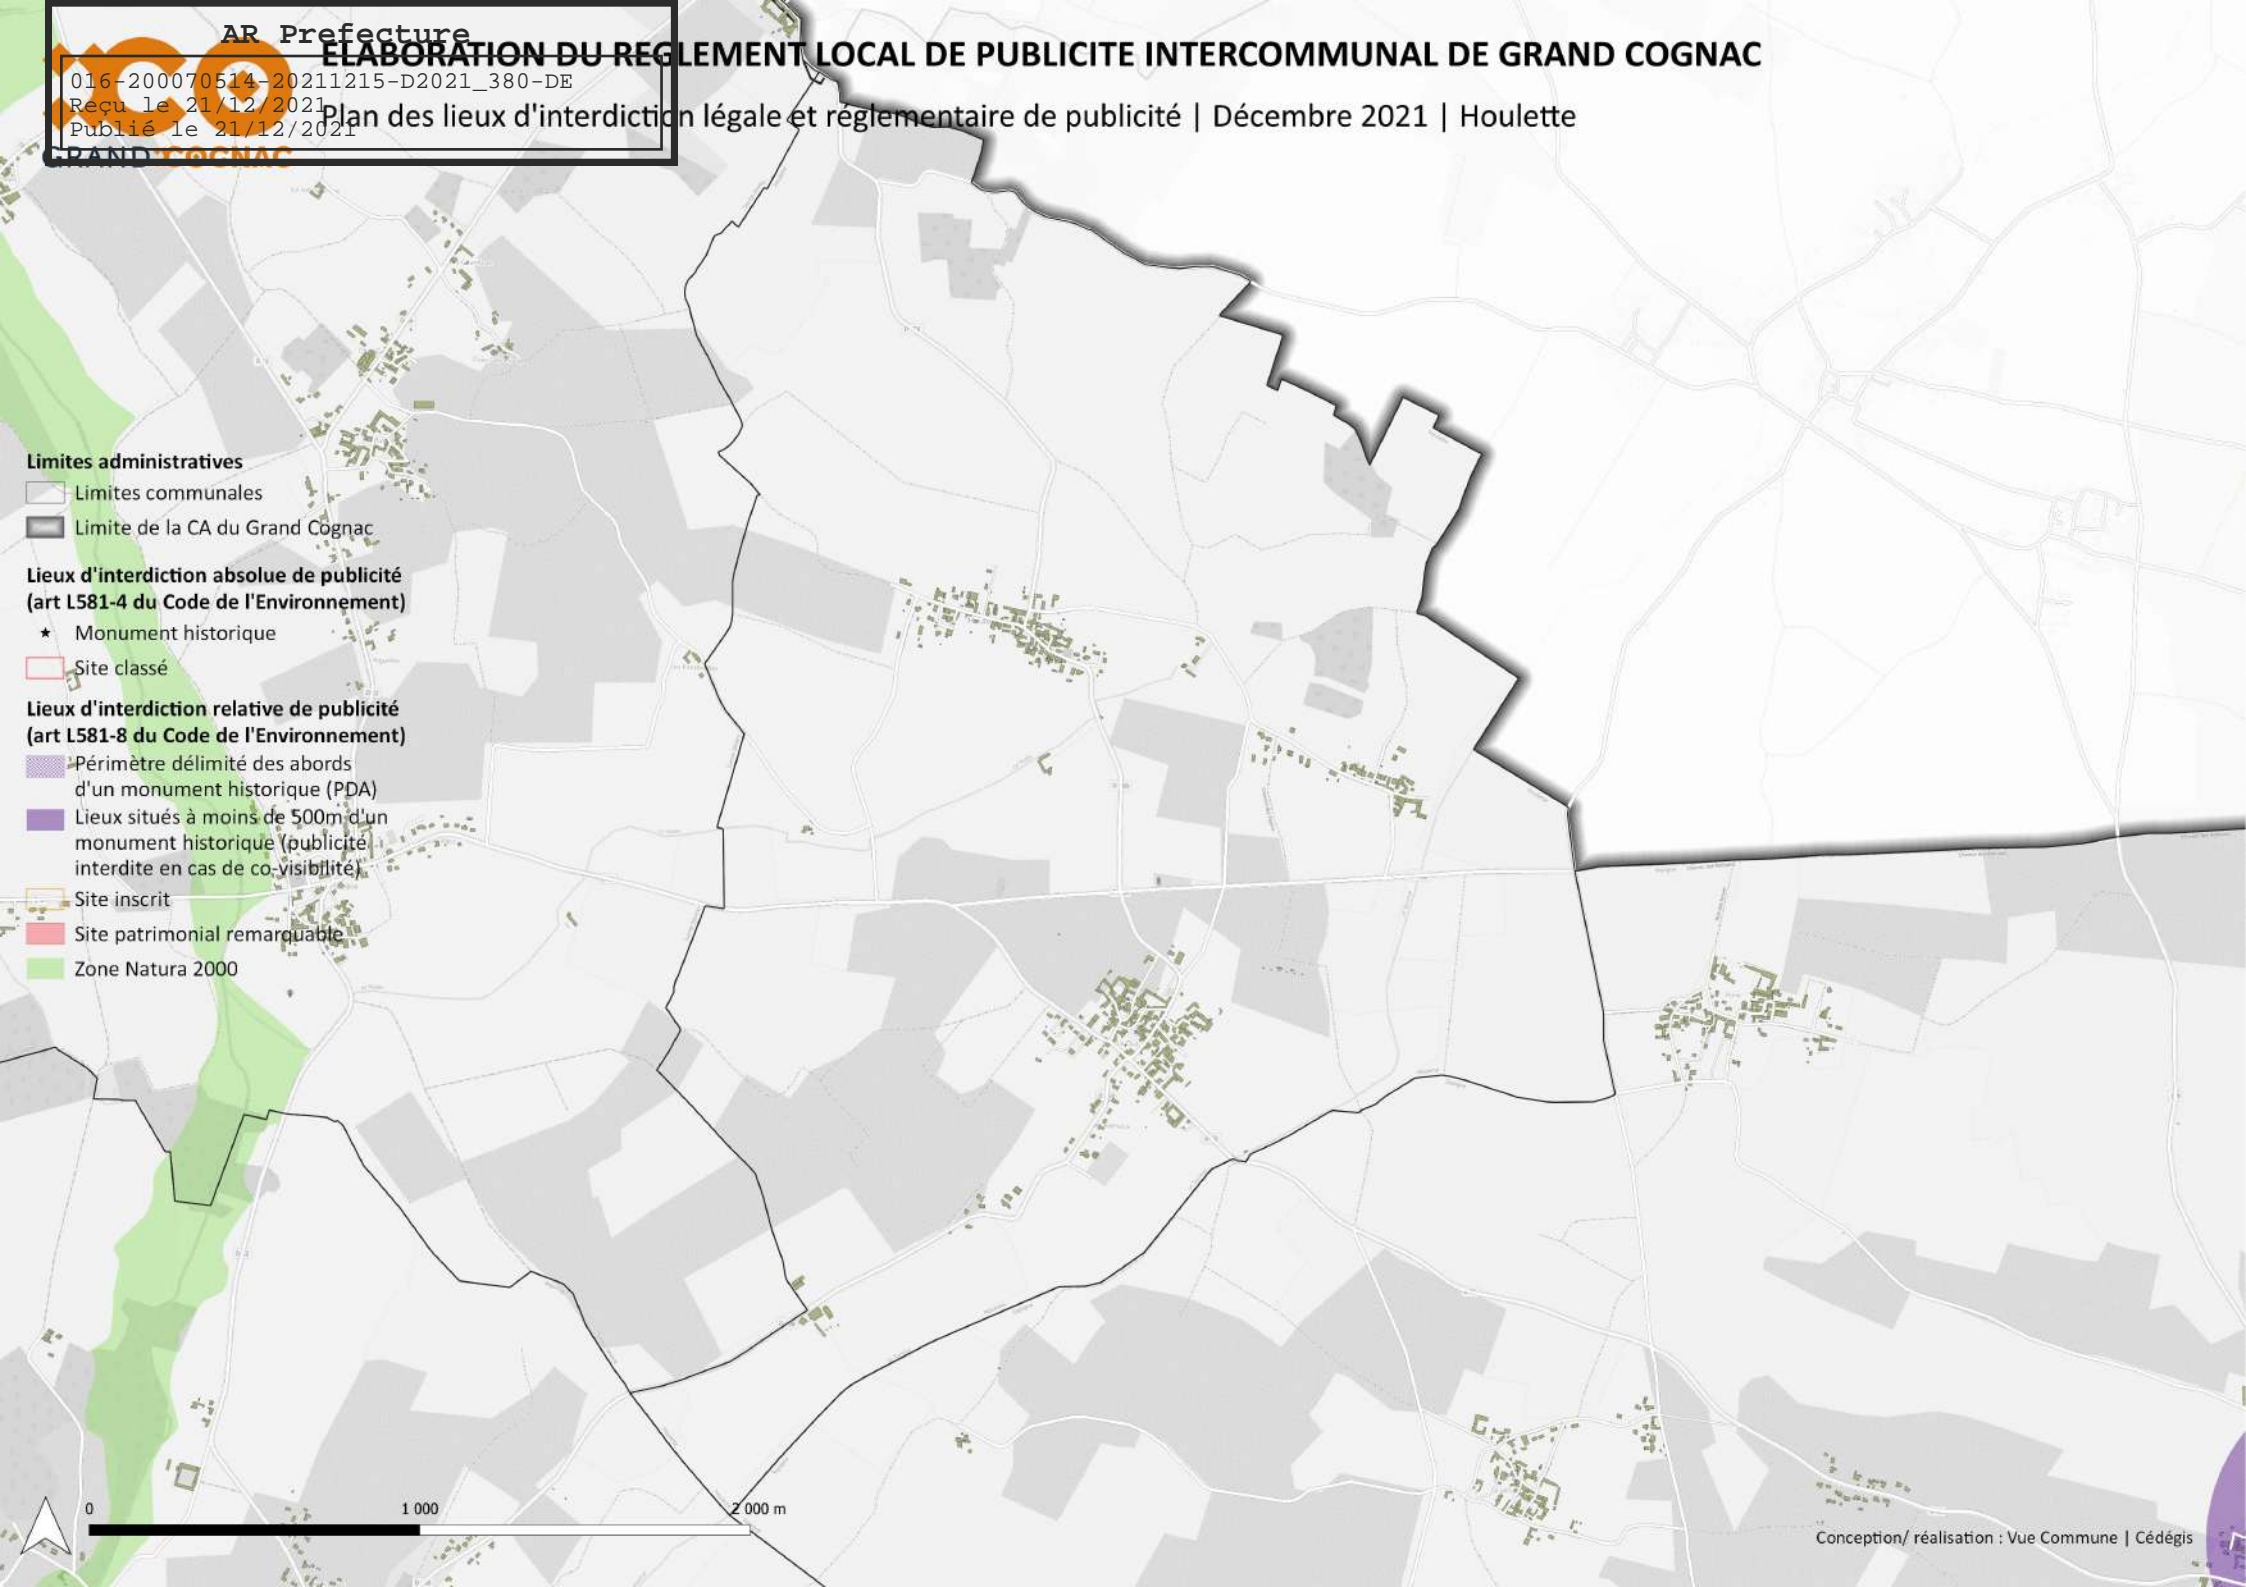 AR Prefecture
016-200070514-20211215-D2021_380-DE
Reçu le 21/12/2021
Publié le 21/12/2021
GRAND COGNAC
ELABORATION DU REGLEMENT LOCAL DE PUBLICITE INTERCOMMUNAL DE GRAND COGNAC
Plan des lieux d'interdiction légale et réglementaire de publicité | Décembre 2021 | Houlette
Limites administratives
Limites communales
Limite de la CA du Grand Cognac
Lieux d'interdiction absolue de publicité
(art L581-4 du Code de l'Environnement)
Monument historique
Site classé
Lieux d'interdiction relative de publicité
(art L581-8 du Code de l'Environnement)
Périmètre délimité des abords
d'un monument historique (PDA)
Lieux situés à moins de 500m d'un
monument historique (publicité
interdite en cas de co-visibilité)
Site inscrit
Site patrimonial remarquable
Zone Natura 2000
0 1 000 2 000 m
Conception/ réalisation : Vue Commune | Cédégis